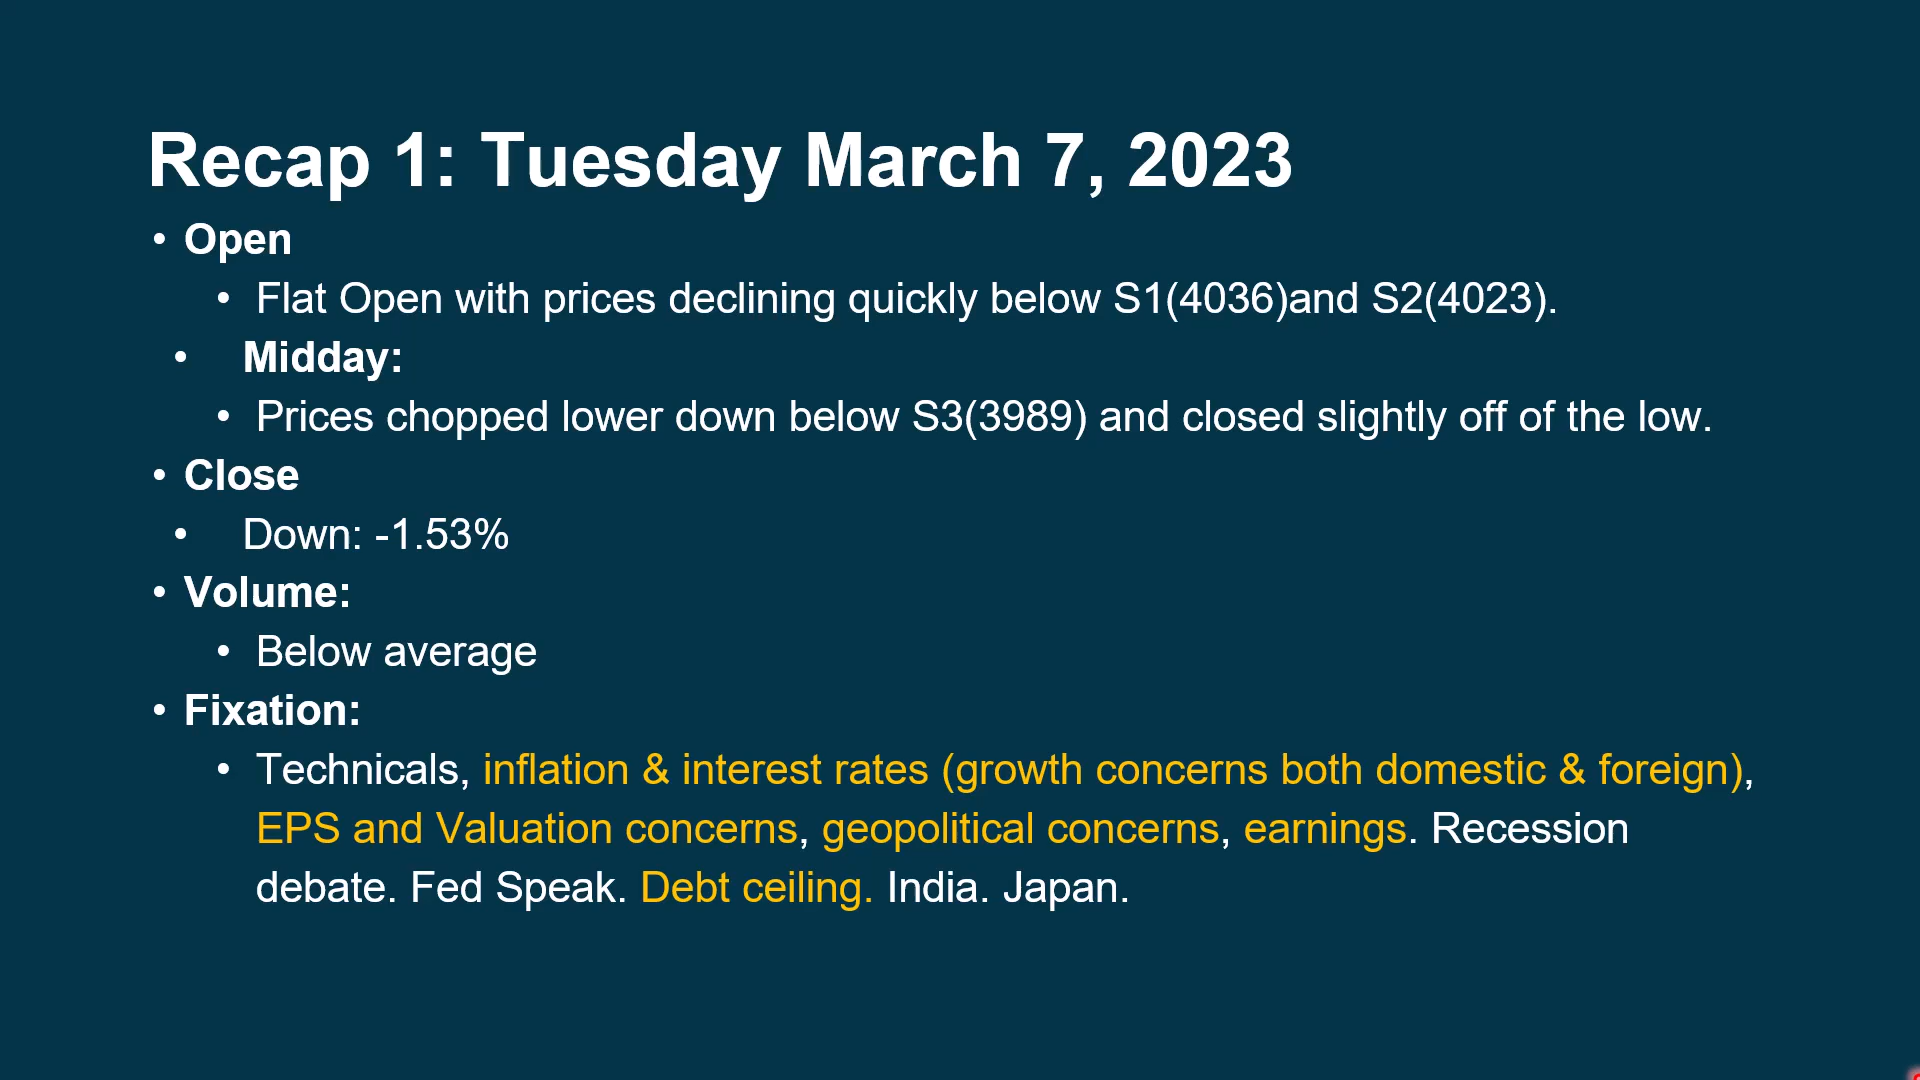 Recap 1: Tuesday March 7, 2023
• Open
• Flat Open with prices declining quickly below S1(4036)and S2(4023).
• Midday:
• Prices chopped lower down below S3(3989) and closed slightly off of the low.
• Close
• Down: -1.53%
• Volume:
• Below average
• Fixation:
• Technicals, inflation & interest rates (growth concerns both domestic & foreign),
EPS and Valuation concerns, geopolitical concerns, earnings. Recession
debate. Fed Speak. Debt ceiling. India. Japan.